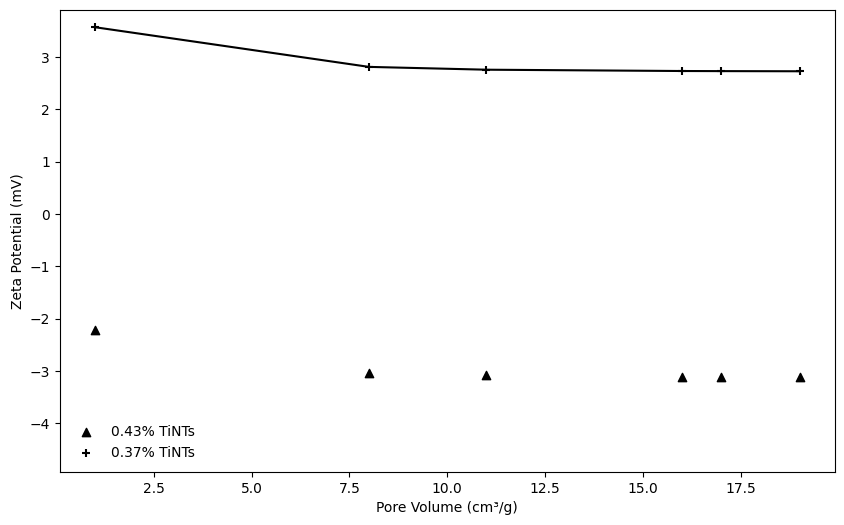 3
2
1
0
−1
−2
−3
−4
Zeta Potential (mV)
0.43% TiNTs
0.37% TiNTs
2.5 5.0 7.5 10.0 12.5 15.0 17.5
Pore Volume (cm³/g)